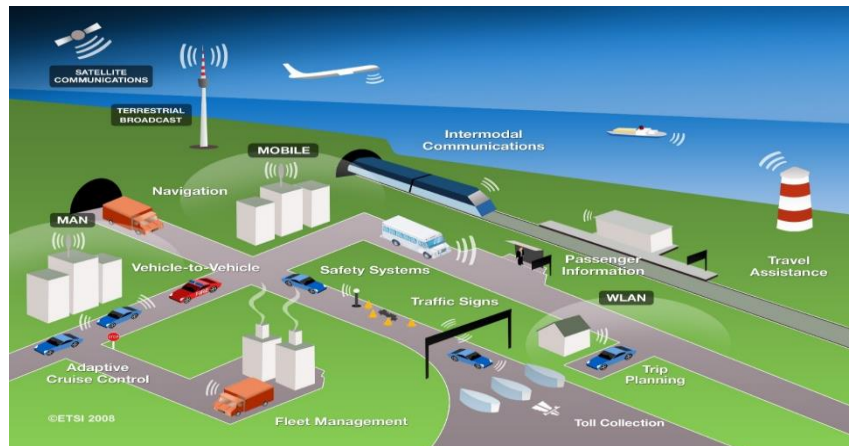 SATELLITE
COMMUNICATIONS
TERRESTRIAL
BROADCAST
Intermodal
Communications
MOBILE
Navigation
MAN
Vehicle-to-Vehicle
Safety Systems
Passenger
Information
Travel
Assistance
Traffic Signs
WLAN
Adaptive
Cruise Control
Trip
Planning
©ETSI 2008
Fleet Management
Toll Collection